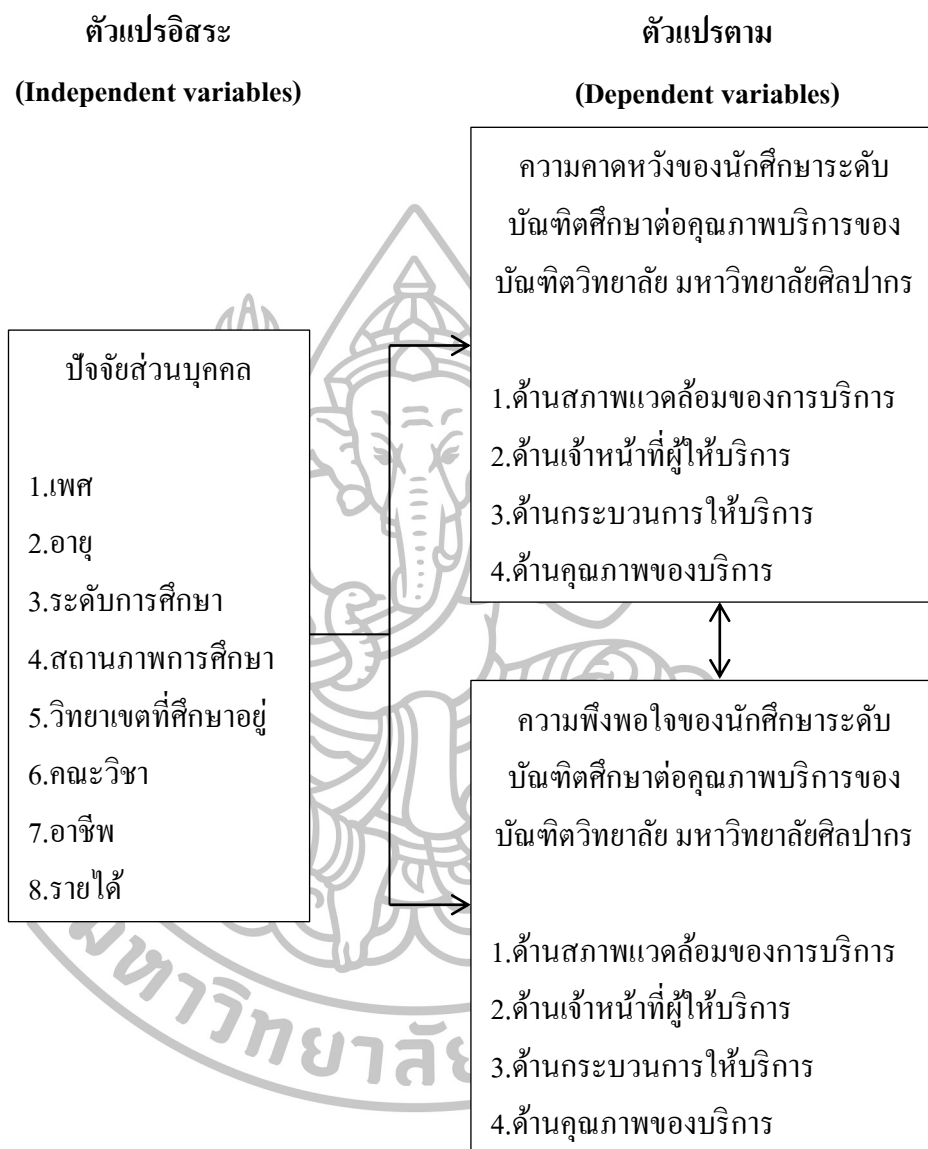 ตัวแปรอิสระ
(Independent variables)
ตัวแปรตาม
(Dependent variables)
ปัจจัยส่วนบุคคล
1.เพศ
2.อายุ
3.ระดับการศึกษา
4.สถานภาพการศึกษา
5.วิทยาเขตที่ศึกษาอยู่
6.คณะวิชา
7.อาชีพ
8.รายได้
ความคาดหวังของนักศึกษาระดับ
บัณฑิตศึกษาต่อคุณภาพบริการของ
บัณฑิตวิทยาลัย มหาวิทยาลัยศิลปากร
1.ด้านสภาพแวดล้อมของการบริการ
2.ด้านเจ้าหน้าที่ผู้ให้บริการ
3.ด้านกระบวนการให้บริการ
4.ด้านคุณภาพของบริการ
ความพึงพอใจของนักศึกษาระดับ
บัณฑิตศึกษาต่อคุณภาพบริการของ
บัณฑิตวิทยาลัย มหาวิทยาลัยศิลปากร
1.ด้านสภาพแวดล้อมของการบริการ
2.ด้านเจ้าหน้าที่ผู้ให้บริการ
3.ด้านกระบวนการให้บริการ
4.ด้านคุณภาพของบริการ
มหาวิทยาลัย